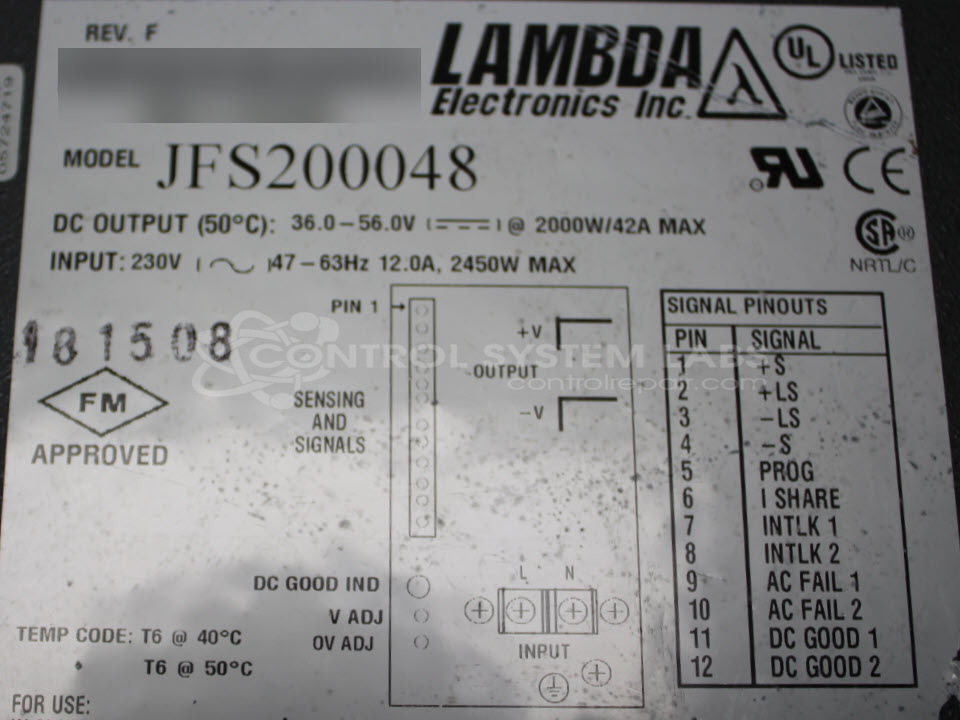 REV. F
LAMBDA
Electronics Inc.
UL LISTED
05724719
MODEL JFS200048
CE
DC OUTPUT (50°C): 36.0–56.0V @ 2000W/42A MAX
INPUT: 230V 47–63Hz 12.0A, 2450W MAX
SA
NRTL/C
181508
FM
APPROVED
PIN 1
SENSING
AND
SIGNALS
+V
OUTPUT
-V
CONTROL SYSTEM LABS
controlrepair.com
SIGNAL PINOUTS
PIN SIGNAL
1 +S
2 +LS
3 -LS
4 -S
5 PROG
6 I SHARE
7 INTLK 1
8 INTLK 2
9 AC FAIL 1
10 AC FAIL 2
11 DC GOOD 1
12 DC GOOD 2
DC GOOD IND
V ADJ
OV ADJ
L N
INPUT
TEMP CODE: T6 @ 40°C
T6 @ 50°C
FOR USE: